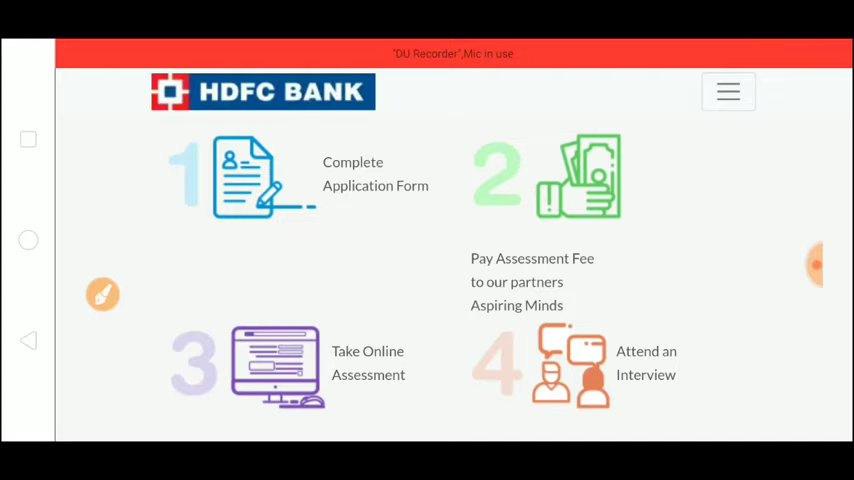 "DU Recorder",Mic in use
HDFC BANK
1
Complete
Application Form
2
Pay Assessment Fee
to our partners
Aspiring Minds
3
Take Online
Assessment
4
Attend an
Interview